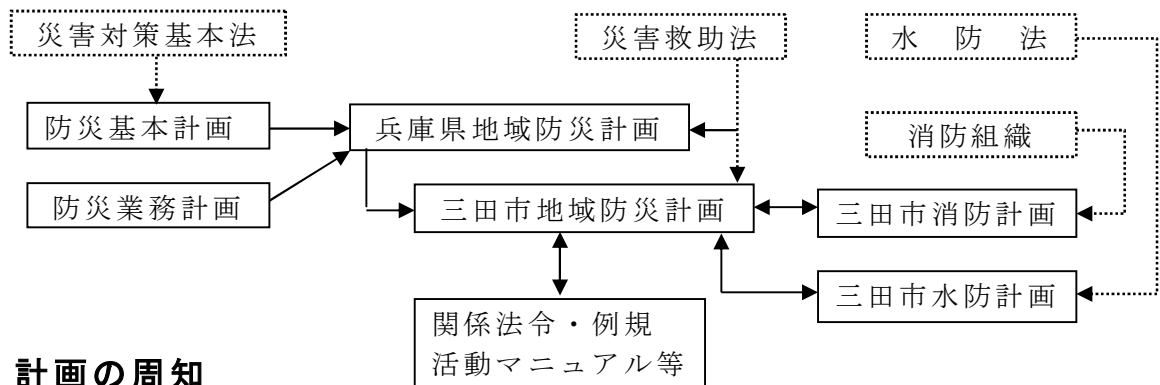 災害対策基本法
災害救助法
水防法
防災基本計画
兵庫県地域防災計画
消防組織
防災業務計画
三田市地域防災計画
三田市消防計画
三田市水防計画
関係法令・例規
活動マニュアル等
計画の周知